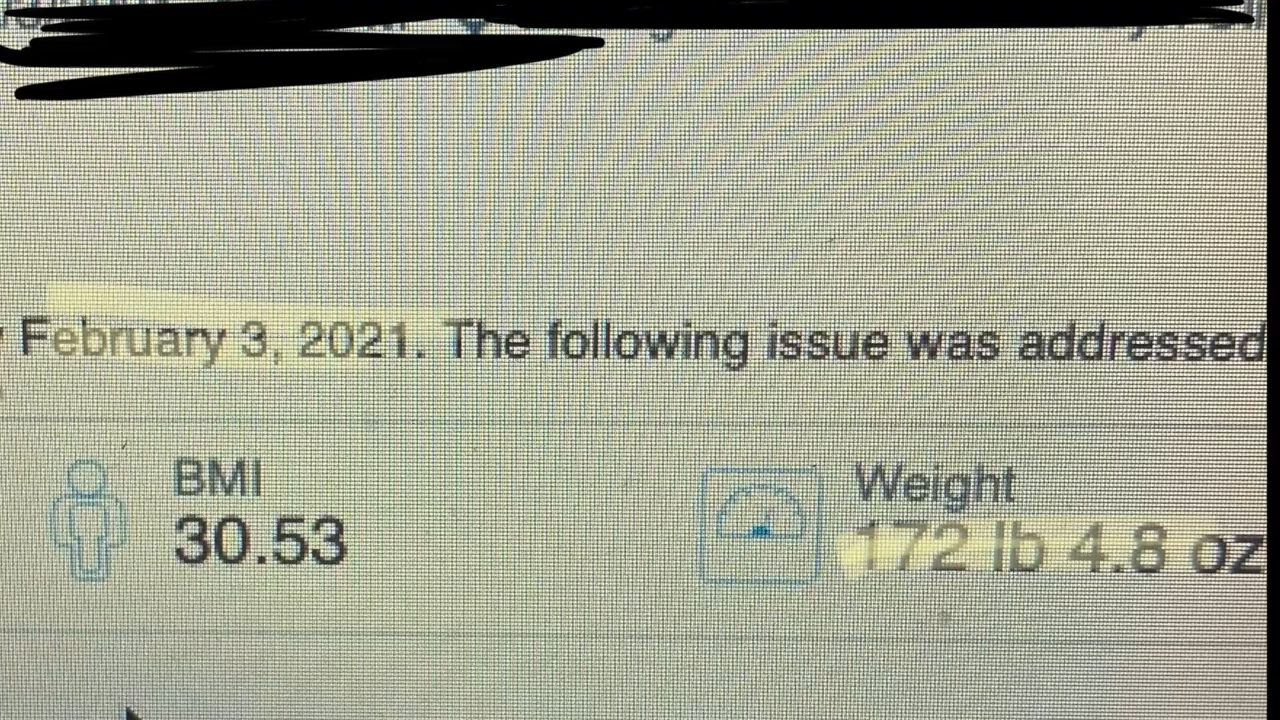 February 3, 2021. The following issue was addressed
BMI
30.53
Weight
172 lb 4.8 oz